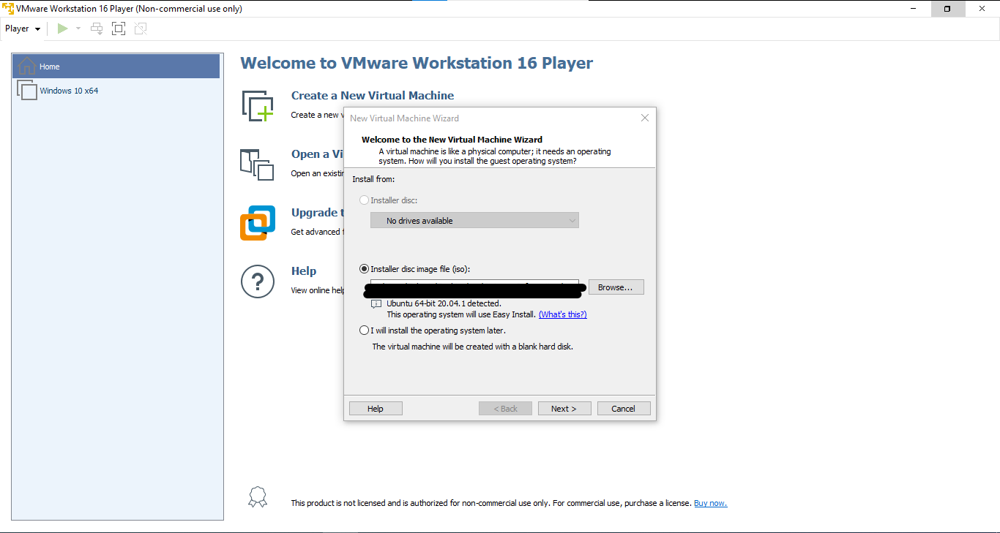 VMware Workstation 16 Player (Non-commercial use only)
Player
Home
Windows 10 x64
Welcome to VMware Workstation 16 Player
Create a New Virtual Machine
Create a new
Open a Vi
Open an existin
Upgrade t
Get advanced
Help
View online help
New Virtual Machine Wizard
Welcome to the New Virtual Machine Wizard
A virtual machine is like a physical computer; it needs an operating
system. How will you install the guest operating system?
Install from:
Installer disc:
No drives available
Installer disc image file (iso):
Browse...
Ubuntu 64-bit 20.04.1 detected.
This operating system will use Easy Install. (What's this?)
I will install the operating system later.
The virtual machine will be created with a blank hard disk.
Help
< Back
Next >
Cancel
This product is not licensed and is authorized for non-commercial use only. For commercial use, purchase a license. Buy now.